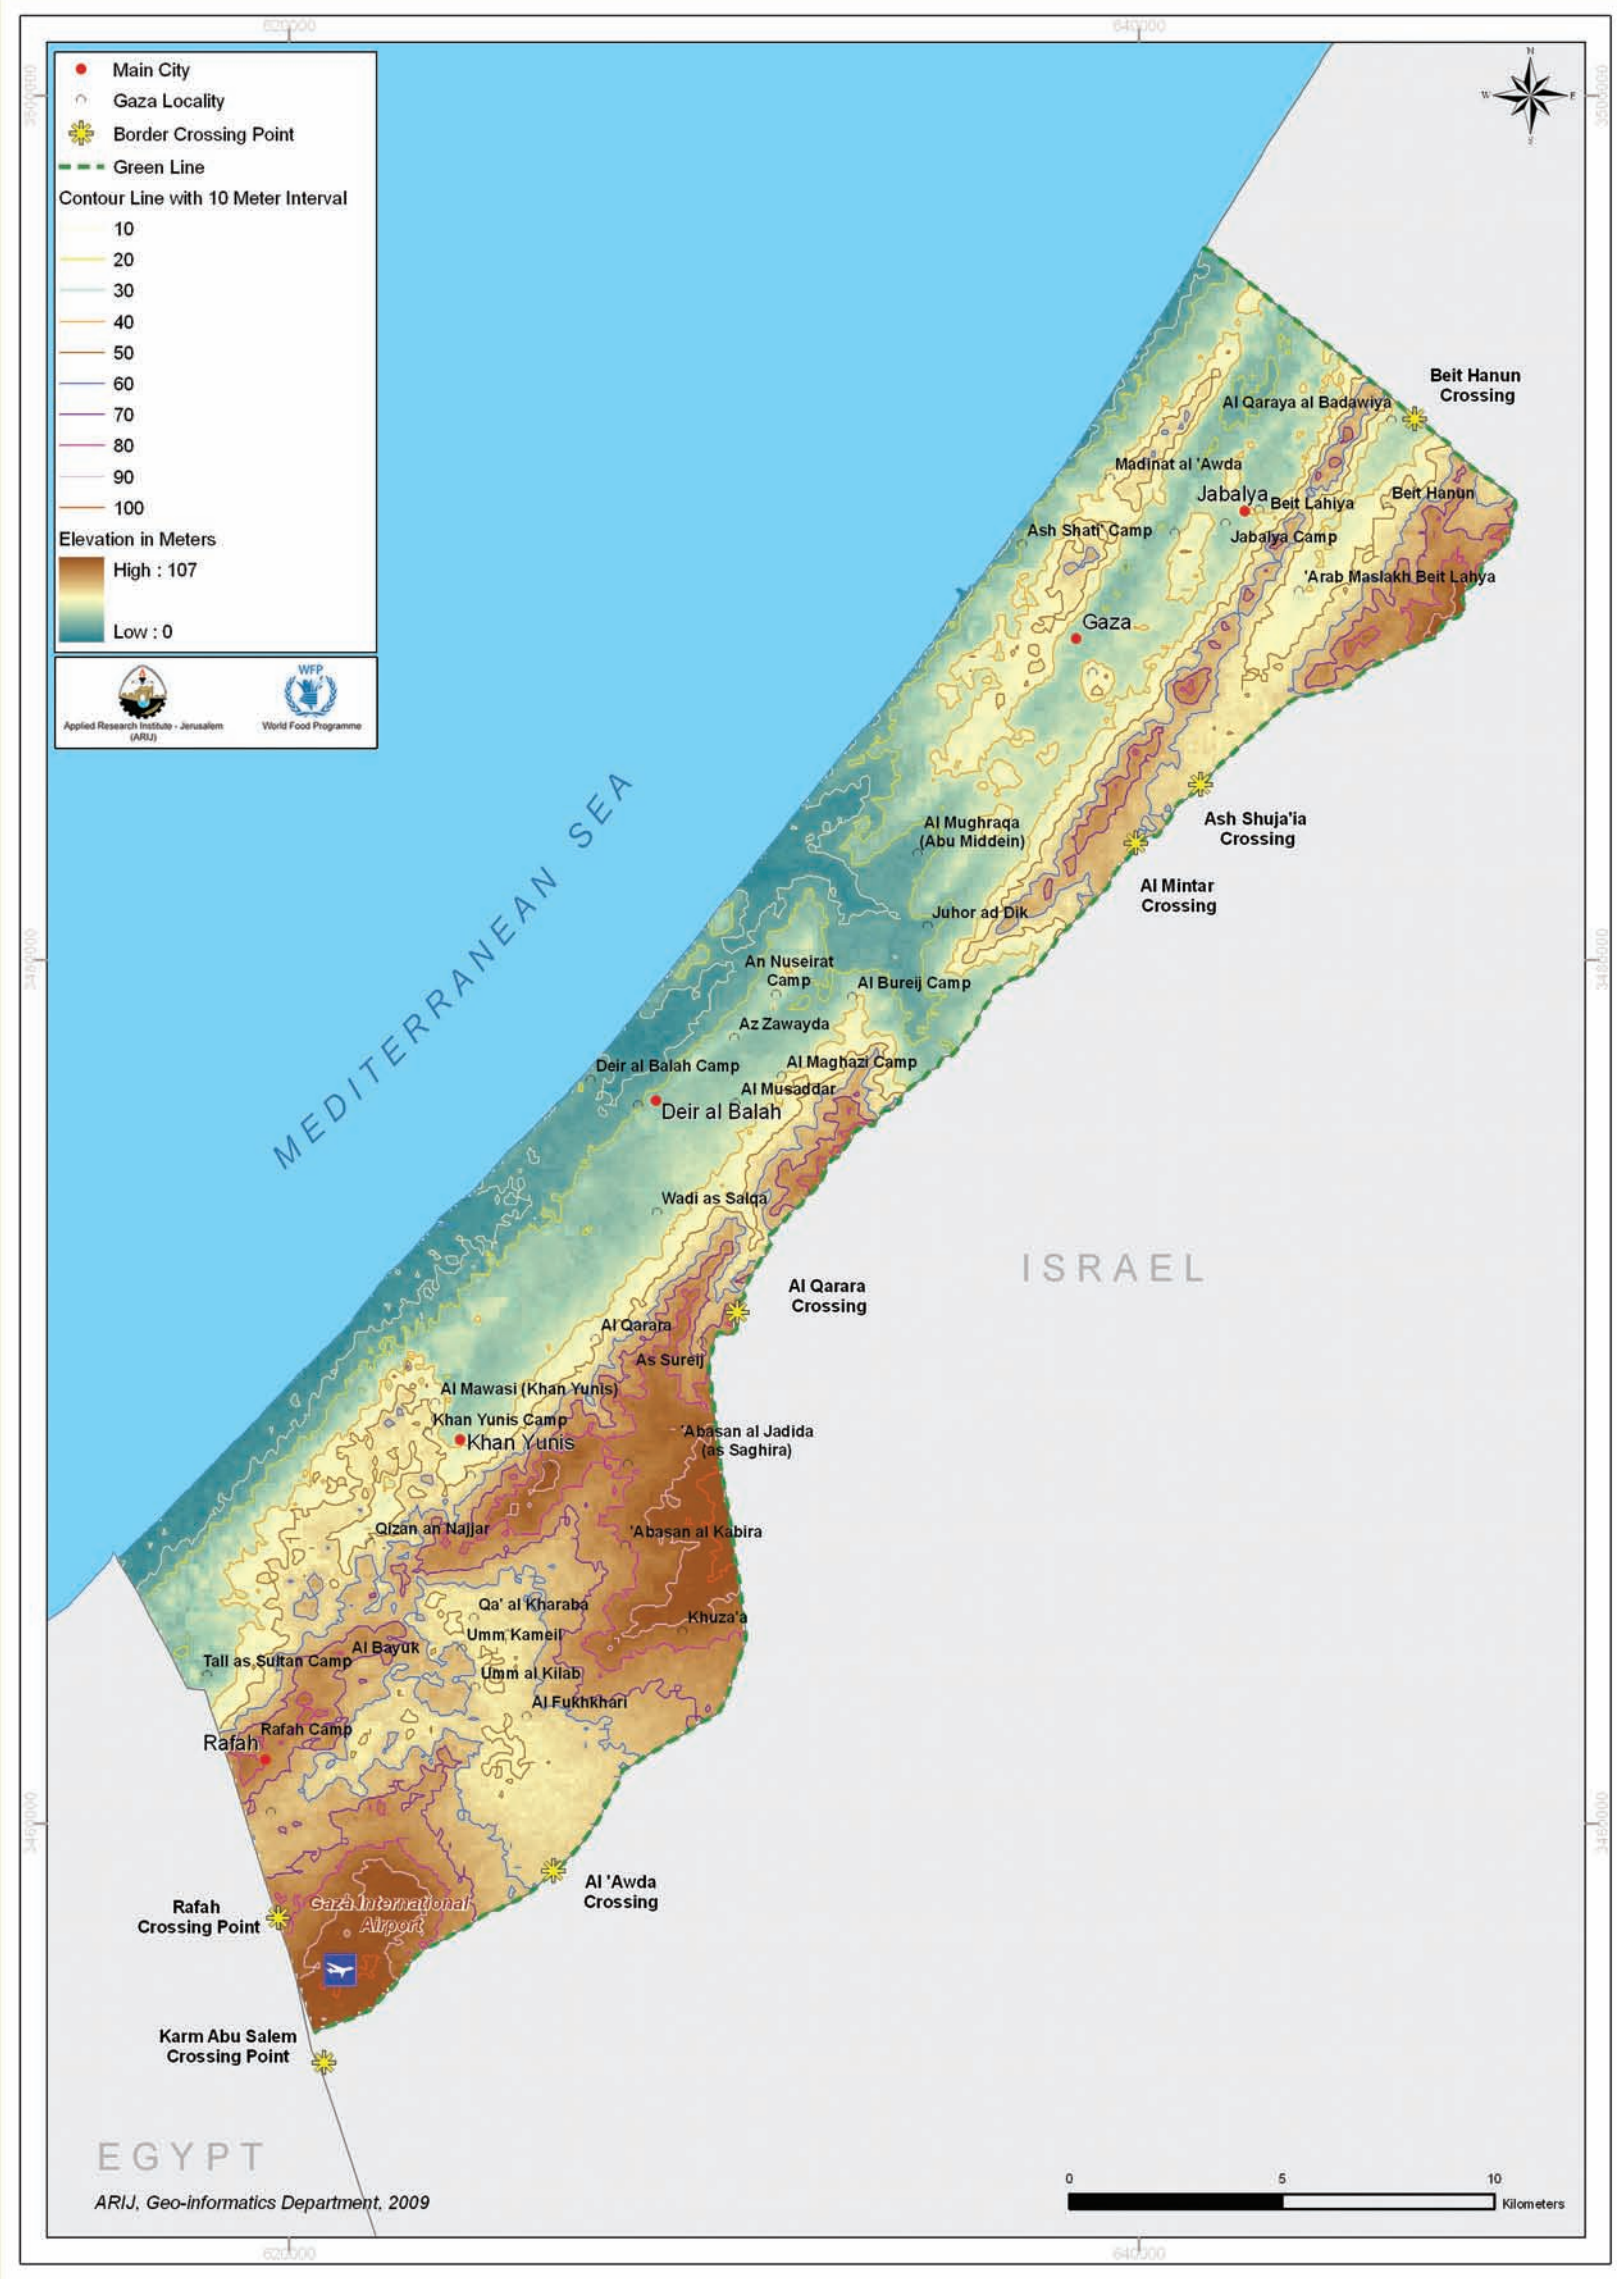 620000
640000
3500000
3500000
Main City
Gaza Locality
Border Crossing Point
Green Line
Contour Line with 10 Meter Interval
10
20
30
40
50
60
70
80
90
100
Elevation in Meters
High : 107
Low : 0
Applied Research Institute - Jerusalem
(ARIJ)
WFP
World Food Programme
N
W
E
S
Beit Hanun
Crossing
Al Qaraya al Badawiya
Madinat al 'Awda
Jabalya
Beit Lahiya
Beit Hanun
Ash Shati' Camp
Jabalya Camp
'Arab Maslakh Beit Lahya
Gaza
MEDITERRANEAN SEA
Ash Shuja'ia
Crossing
Al Mughraqa
(Abu Middein)
Al Mintar
Crossing
Juhor ad Dik
3480000
3480000
An Nuseirat
Camp
Al Bureij Camp
Az Zawayda
Deir al Balah Camp
Al Maghazi Camp
Al Musaddar
Deir al Balah
Wadi as Salqa
ISRAEL
Al Qarara
Crossing
Al Qarara
As Sureij
Al Mawasi (Khan Yunis)
Khan Yunis Camp
Khan Yunis
'Abasan al Jadida
(as Saghira)
Qizan an Najjar
'Abasan al Kabira
Qa' al Kharaba
Khuza'a
Umm Kameil
Al Bayuk
Tall as Sultan Camp
Umm al Kilab
Al Fukhkhari
Rafah Camp
Rafah
3460000
3460000
Al 'Awda
Crossing
Rafah
Crossing Point
Gaza International
Airport
Karm Abu Salem
Crossing Point
EGYPT
0
5
10
Kilometers
ARIJ, Geo-informatics Department, 2009
620000
640000